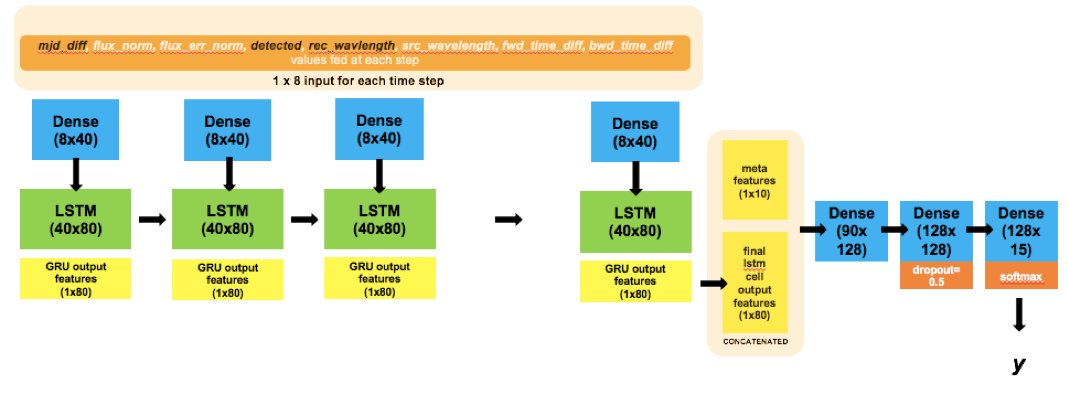 mjd_diff, flux_norm, flux_err_norm, detected, rec_wavlength, src_wavelength, fwd_time_diff, bwd_time_diff
values fed at each step
1 x 8 input for each time step
Dense
(8x40)
Dense
(8x40)
Dense
(8x40)
Dense
(8x40)
LSTM
(40x80)
LSTM
(40x80)
LSTM
(40x80)
LSTM
(40x80)
GRU output
features
(1x80)
GRU output
features
(1x80)
GRU output
features
(1x80)
GRU output
features
(1x80)
meta
features
(1x10)
final
lstm
cell
output
features
(1x80)
CONCATENATED
Dense
(90x
128)
Dense
(128x
128)
dropout=
0.5
Dense
(128x
15)
softmax
y